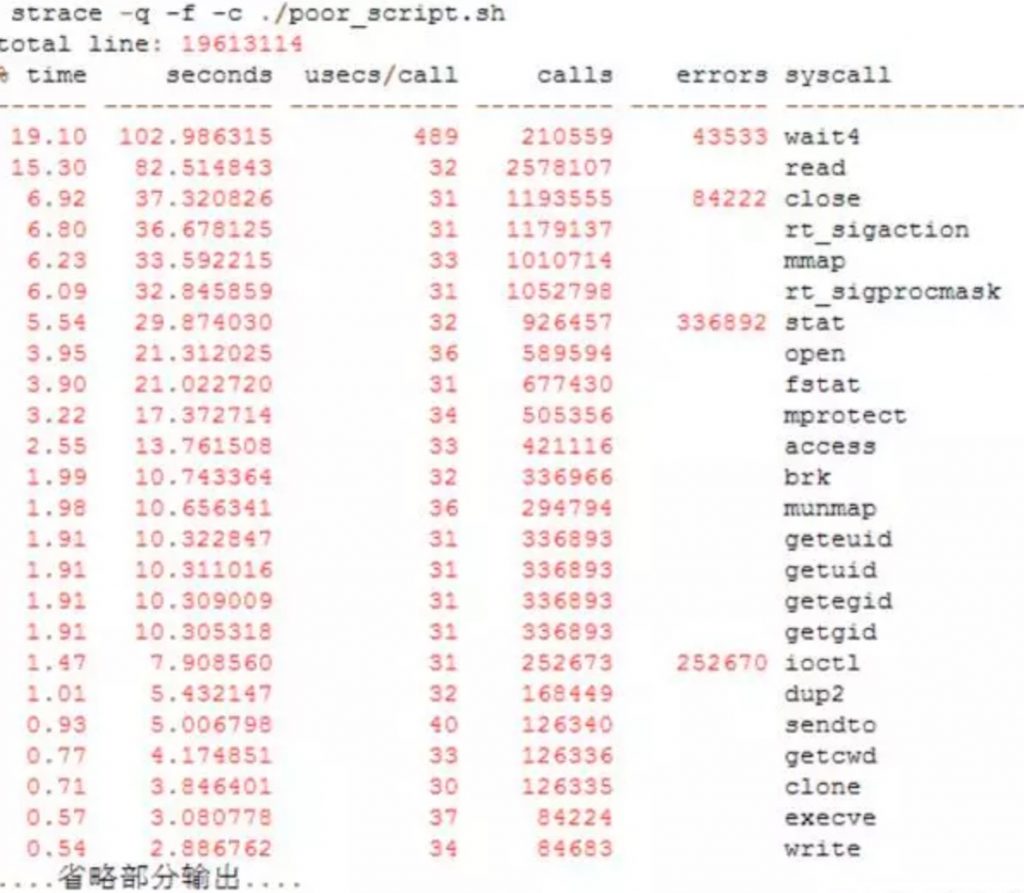 strace -q -f -c ./poor_script.sh
total line: 19613114
% time seconds usecs/call calls errors syscall
------ ----------- ----------- --------- --------- ----------------
19.10 102.986315 489 210559 43533 wait4
15.30 82.514843 32 2578107 read
6.92 37.320826 31 1193555 84222 close
6.80 36.678125 31 1179137 rt_sigaction
6.23 33.592215 33 1010714 mmap
6.09 32.845859 31 1052798 rt_sigprocmask
5.54 29.874030 32 926457 336892 stat
3.95 21.312025 36 589594 open
3.90 21.022720 31 677430 fstat
3.22 17.372714 34 505356 mprotect
2.55 13.761508 33 421116 access
1.99 10.743364 32 336966 brk
1.98 10.656341 36 294794 munmap
1.91 10.322847 31 336893 geteuid
1.91 10.311016 31 336893 getuid
1.91 10.309009 31 336893 getegid
1.91 10.305318 31 336893 getgid
1.47 7.908560 31 252673 252670 ioctl
1.01 5.432147 32 168449 dup2
0.93 5.006798 40 126340 sendto
0.77 4.174851 33 126336 getcwd
0.71 3.846401 30 126335 clone
0.57 3.080778 37 84224 execve
0.54 2.886762 34 84683 write
....省略部分输出....